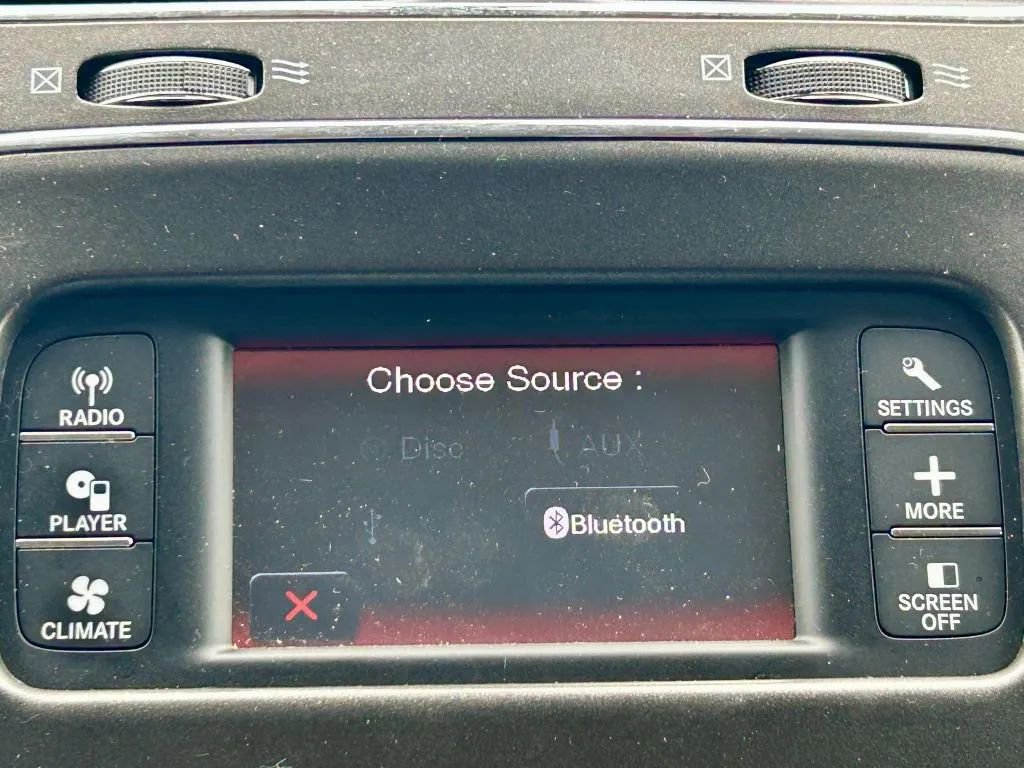 Choose Source :
Disc
AUX
Bluetooth
RADIO
PLAYER
CLIMATE
SETTINGS
MORE
SCREEN
OFF